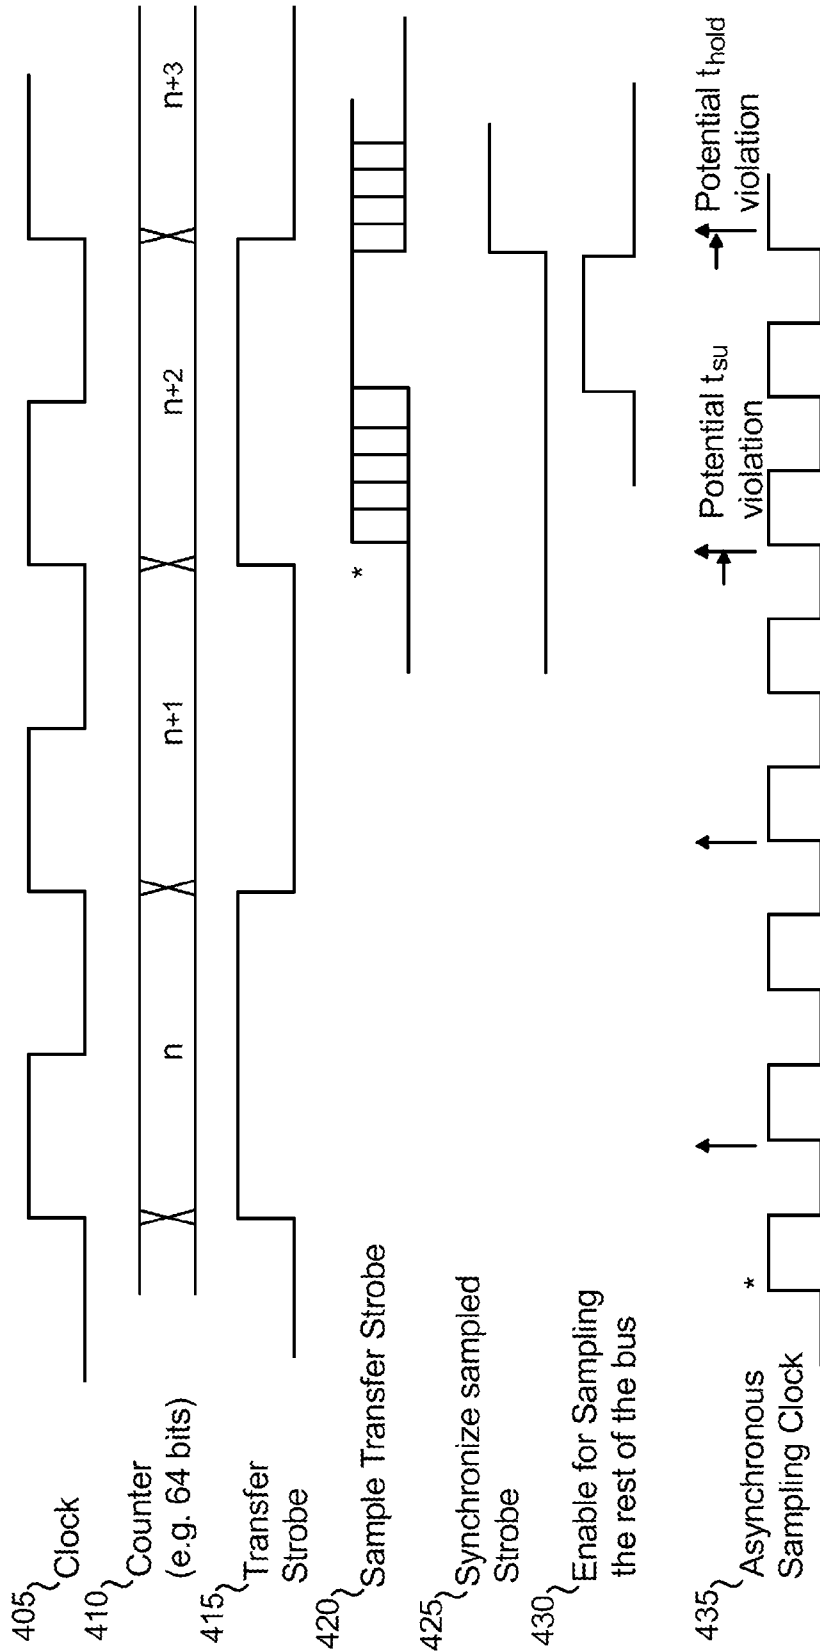 405 Clock
n
n+1
n+2
n+3
410 Counter
(e.g. 64 bits)
415 Transfer
Strobe
420 Sample Transfer Strobe
*
425 Synchronize sampled
Strobe
430 Enable for Sampling
the rest of the bus
Potential tsu
violation
Potential thold
violation
*
435 Asynchronous
Sampling Clock